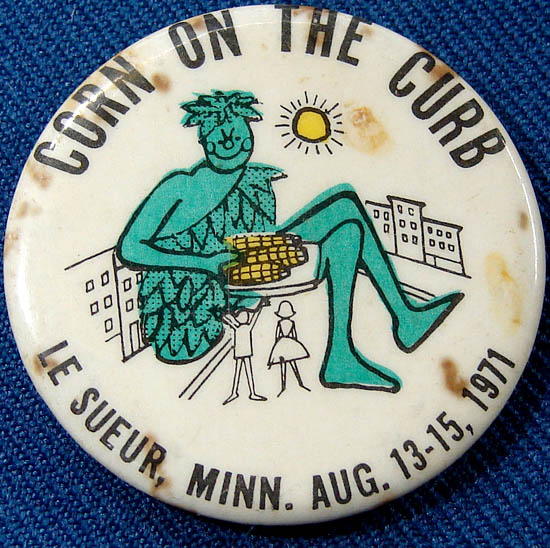 CORN ON THE CURB
LE SUEUR, MINN. AUG. 13-15, 1971